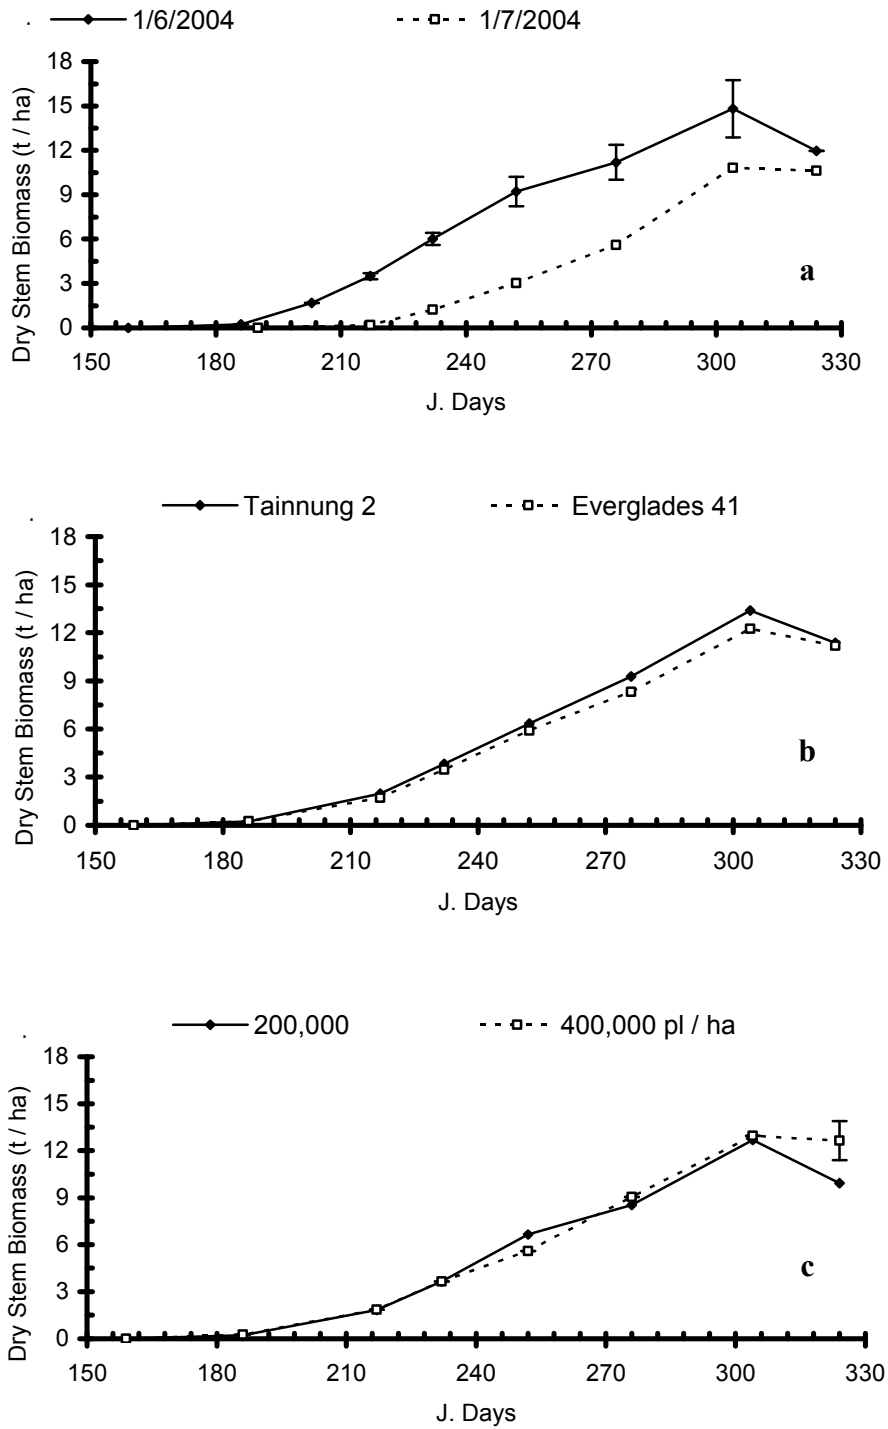 1/6/2004 1/7/2004
Dry Stem Biomass (t / ha)
18
15
12
9
6
3
0
a
150 180 210 240 270 300 330
J. Days
Tainnung 2 Everglades 41
Dry Stem Biomass (t / ha)
18
15
12
9
6
3
0
b
150 180 210 240 270 300 330
J. Days
200,000 400,000 pl / ha
Dry Stem Biomass (t / ha)
18
15
12
9
6
3
0
c
150 180 210 240 270 300 330
J. Days